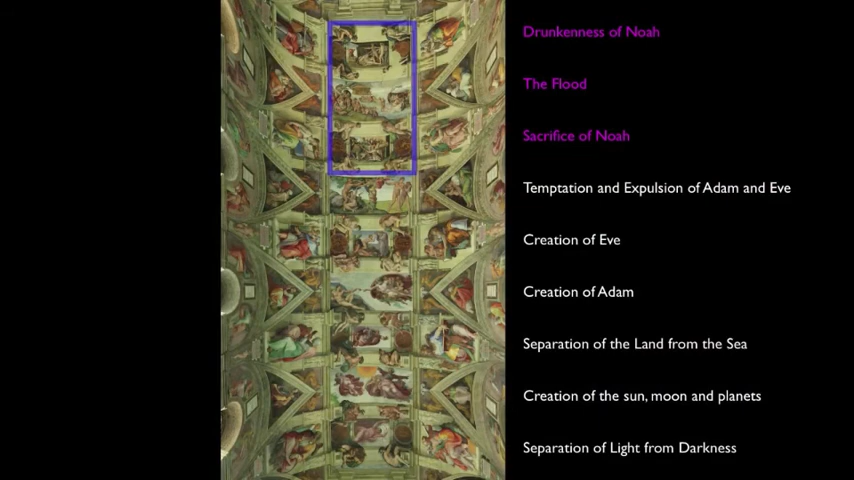 Drunkenness of Noah
The Flood
Sacrifice of Noah
Temptation and Expulsion of Adam and Eve
Creation of Eve
Creation of Adam
Separation of the Land from the Sea
Creation of the sun, moon and planets
Separation of Light from Darkness